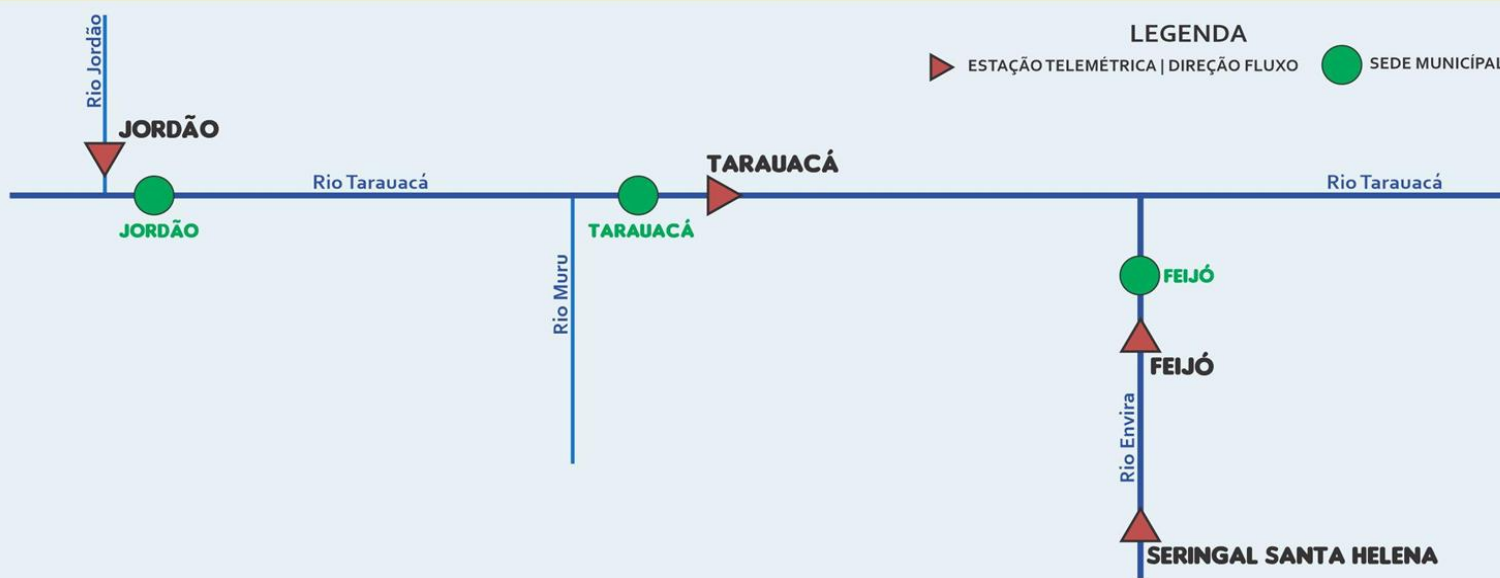 LEGENDA
ESTAÇÃO TELEMÉTRICA | DIREÇÃO FLUXO
SEDE MUNICÍPAL
Rio Jordão
JORDÃO
Rio Tarauacá
TARAUACÁ
Rio Tarauacá
JORDÃO
TARAUACÁ
Rio Muru
FEIJÓ
FEIJÓ
Rio Envira
SERINGAL SANTA HELENA